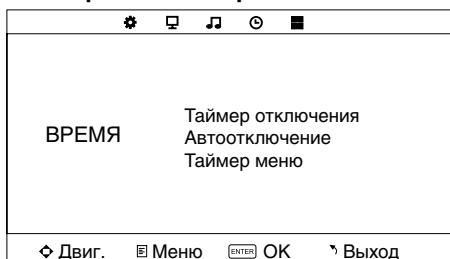 ВРЕМЯ
Таймер отключения
Автоотключение
Таймер меню
Двиг. Меню ENTER OK Выход